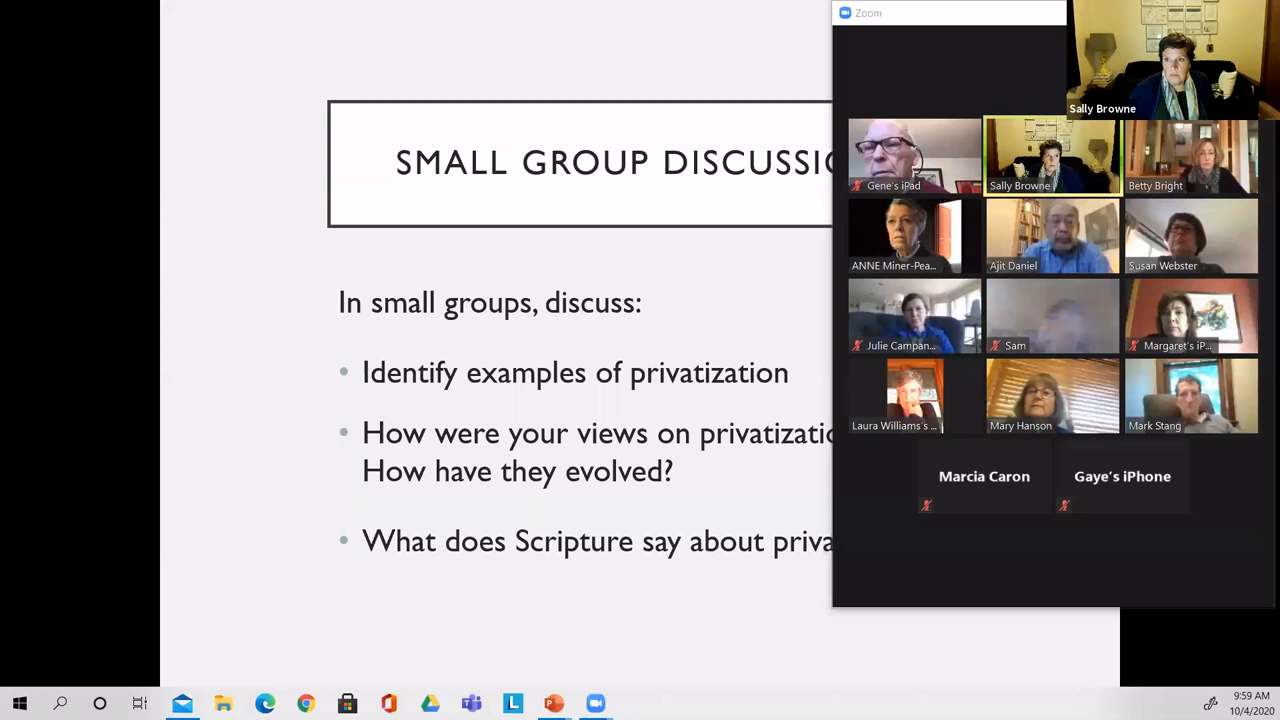 Zoom
Sally Browne
SMALL GROUP DISCUSSIO
Gene's iPad
Sally Browne
Betty Bright
ANNE Miner-Pea...
Ajit Daniel
Susan Webster
In small groups, discuss:
Julie Campan...
Sam
Margaret's iP...
• Identify examples of privatization
Laura Williams's ...
Mary Hanson
Mark Stang
• How were your views on privatizatio
How have they evolved?
Marcia Caron
Gaye's iPhone
• What does Scripture say about priva
9:59 AM
10/4/2020